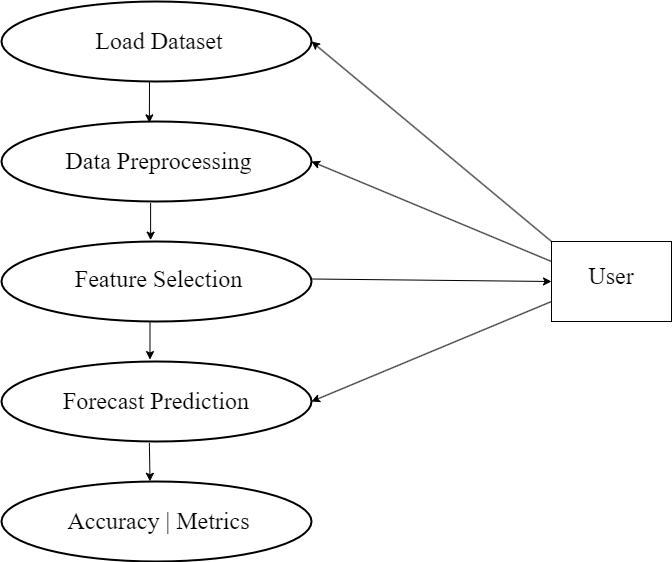 Load Dataset
Data Preprocessing
Feature Selection
User
Forecast Prediction
Accuracy | Metrics